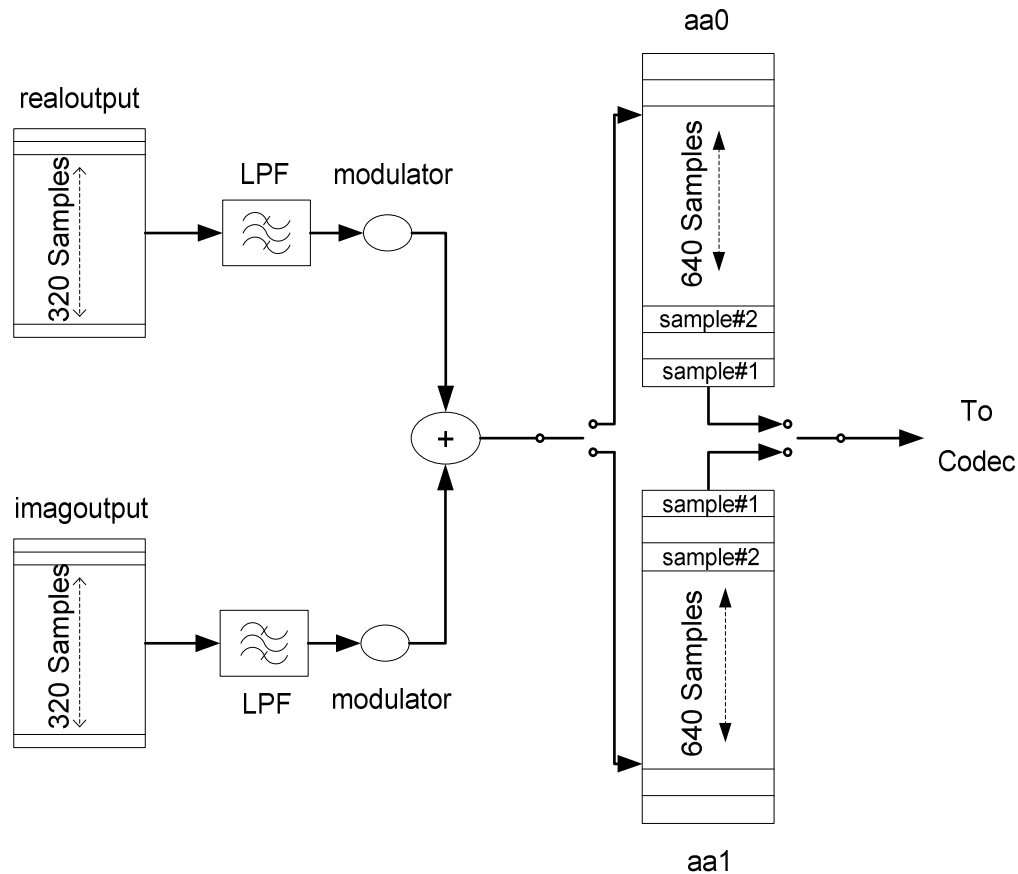 aa0
realoutput
320 Samples
LPF
modulator
640 Samples
sample#2
sample#1
+
To
Codec
imagoutput
320 Samples
LPF
modulator
sample#1
sample#2
640 Samples
aa1